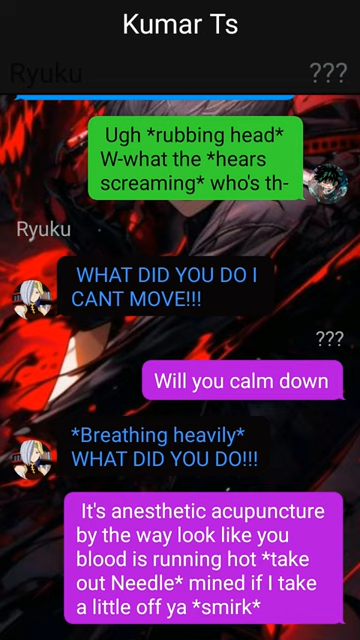 Kumar Ts
Ryuku
???
Ugh *rubbing head*
W-what the *hears
screaming* who's th-
Ryuku
WHAT DID YOU DO I
CANT MOVE!!!
???
Will you calm down
*Breathing heavily*
WHAT DID YOU DO!!!
It's anesthetic acupuncture
by the way look like you
blood is running hot *take
out Needle* mined if I take
a little off ya *smirk*